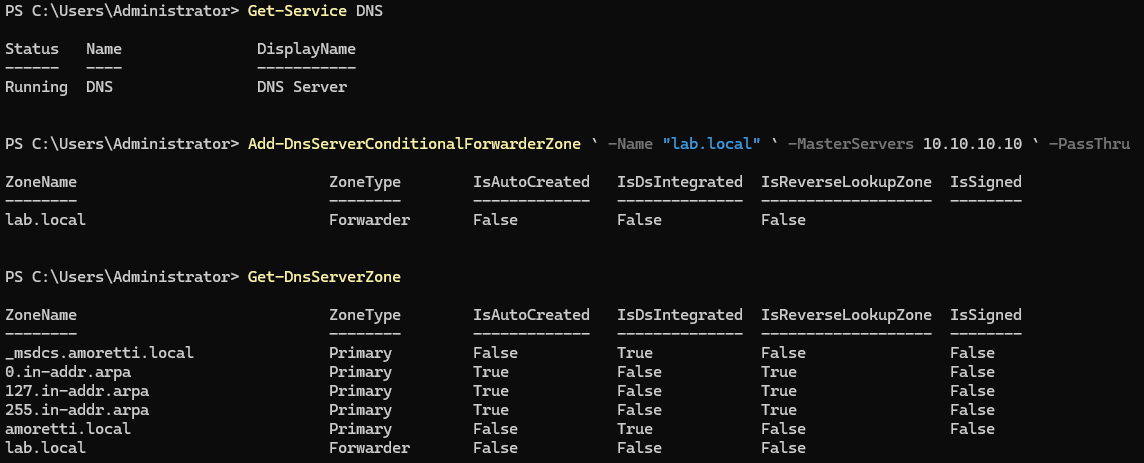 PS C:\Users\Administrator> Get-Service DNS
Status   Name               DisplayName
------   ----               -----------
Running  DNS                DNS Server
PS C:\Users\Administrator> Add-DnsServerConditionalForwarderZone ` -Name "lab.local" ` -MasterServers 10.10.10.10 ` -PassThru
ZoneName                            ZoneType        IsAutoCreated   IsDsIntegrated  IsReverseLookupZone  IsSigned
--------                            --------        -------------   --------------  -------------------  --------
lab.local                           Forwarder       False           False           False
PS C:\Users\Administrator> Get-DnsServerZone
ZoneName                            ZoneType        IsAutoCreated   IsDsIntegrated  IsReverseLookupZone  IsSigned
--------                            --------        -------------   --------------  -------------------  --------
_msdcs.amoretti.local               Primary         False           True            False                False
0.in-addr.arpa                      Primary         True            False           True                 False
127.in-addr.arpa                    Primary         True            False           True                 False
255.in-addr.arpa                    Primary         True            False           True                 False
amoretti.local                      Primary         False           True            False                False
lab.local                           Forwarder       False           False           False